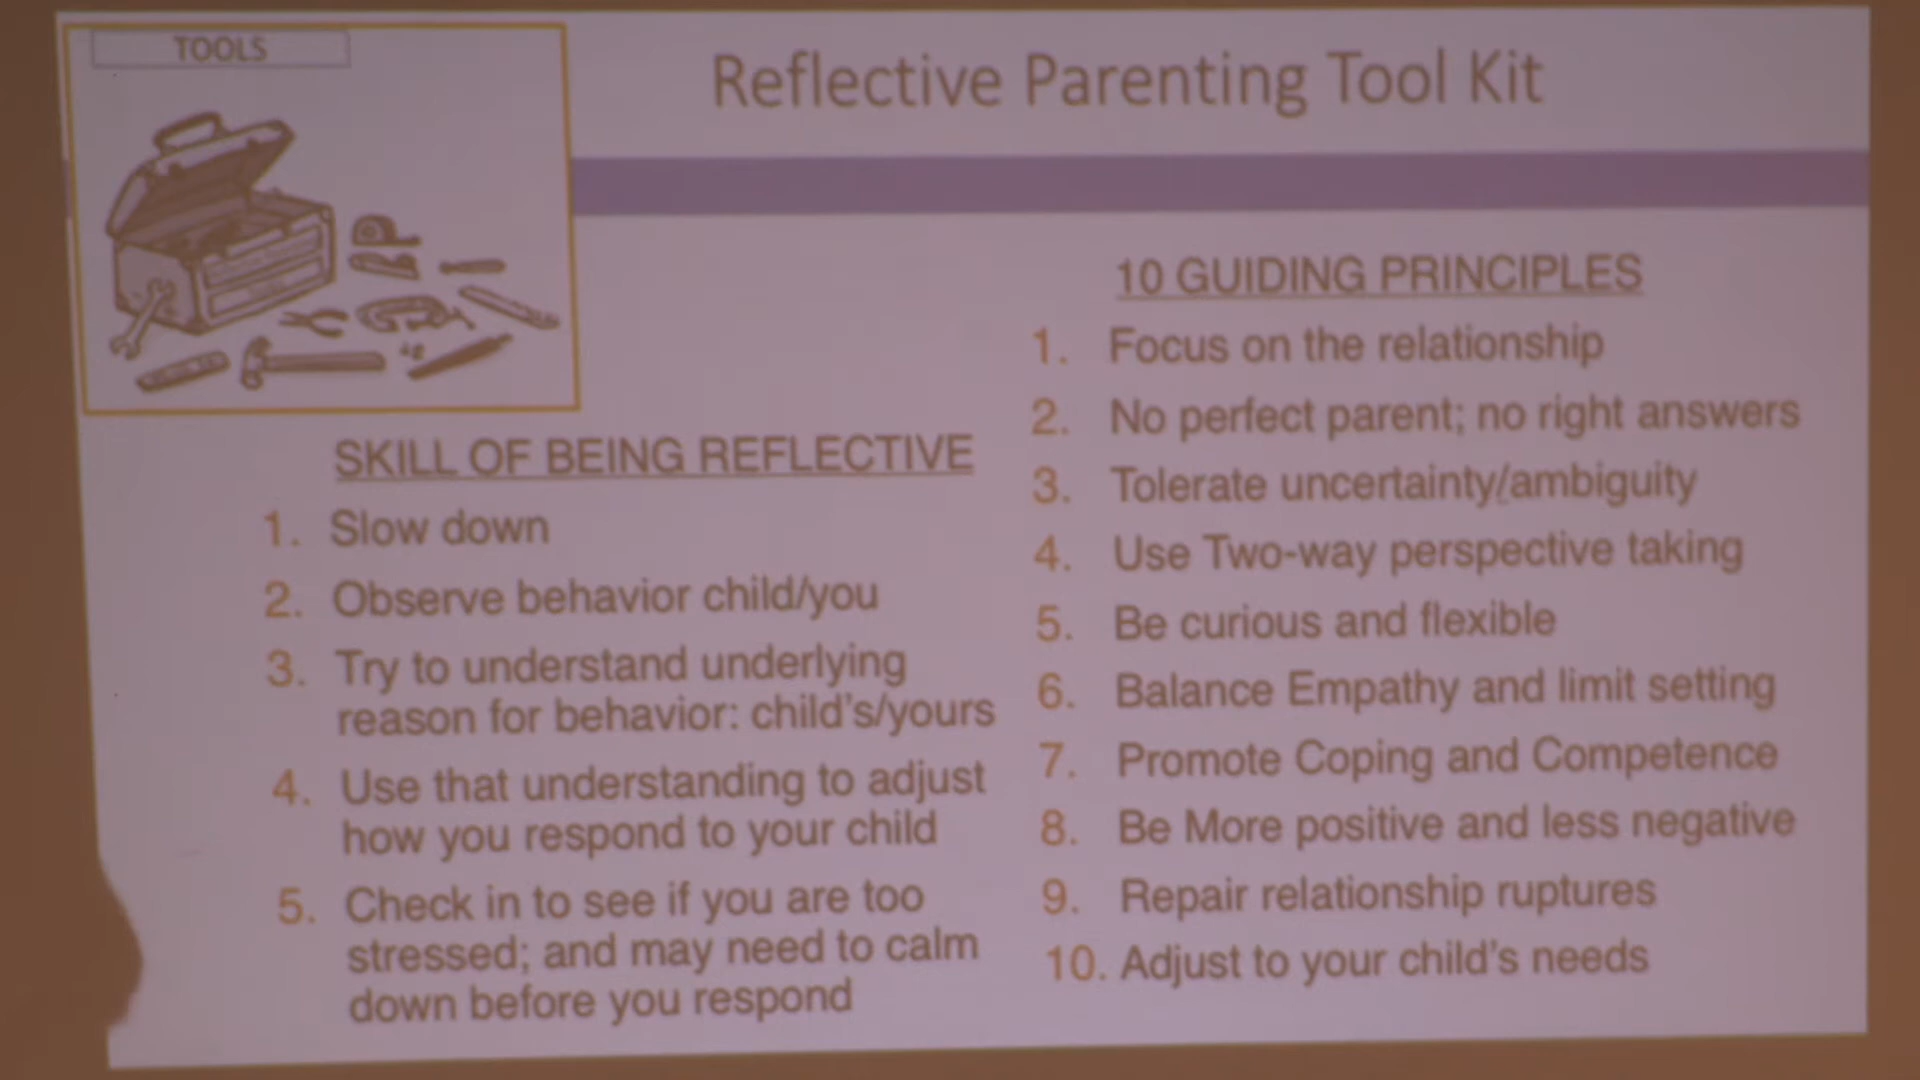 TOOLS
Reflective Parenting Tool Kit
SKILL OF BEING REFLECTIVE
1. Slow down
2. Observe behavior child/you
3. Try to understand underlying
reason for behavior: child's/yours
4. Use that understanding to adjust
how you respond to your child
5. Check in to see if you are too
stressed; and may need to calm
down before you respond
10 GUIDING PRINCIPLES
1. Focus on the relationship
2. No perfect parent; no right answers
3. Tolerate uncertainty/ambiguity
4. Use Two-way perspective taking
5. Be curious and flexible
6. Balance Empathy and limit setting
7. Promote Coping and Competence
8. Be More positive and less negative
9. Repair relationship ruptures
10. Adjust to your child's needs